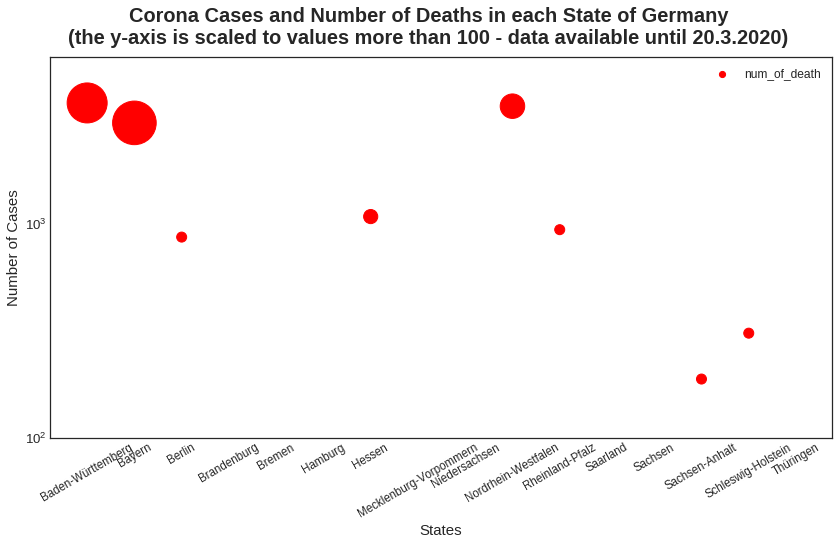 Corona Cases and Number of Deaths in each State of Germany
(the y-axis is scaled to values more than 100 - data available until 20.3.2020)
num_of_death
Number of Cases
10³
10²
Baden-Württemberg
Bayern
Berlin
Brandenburg
Bremen
Hamburg
Hessen
Mecklenburg-Vorpommern
Niedersachsen
Nordrhein-Westfalen
Rheinland-Pfalz
Saarland
Sachsen
Sachsen-Anhalt
Schleswig-Holstein
Thüringen
States